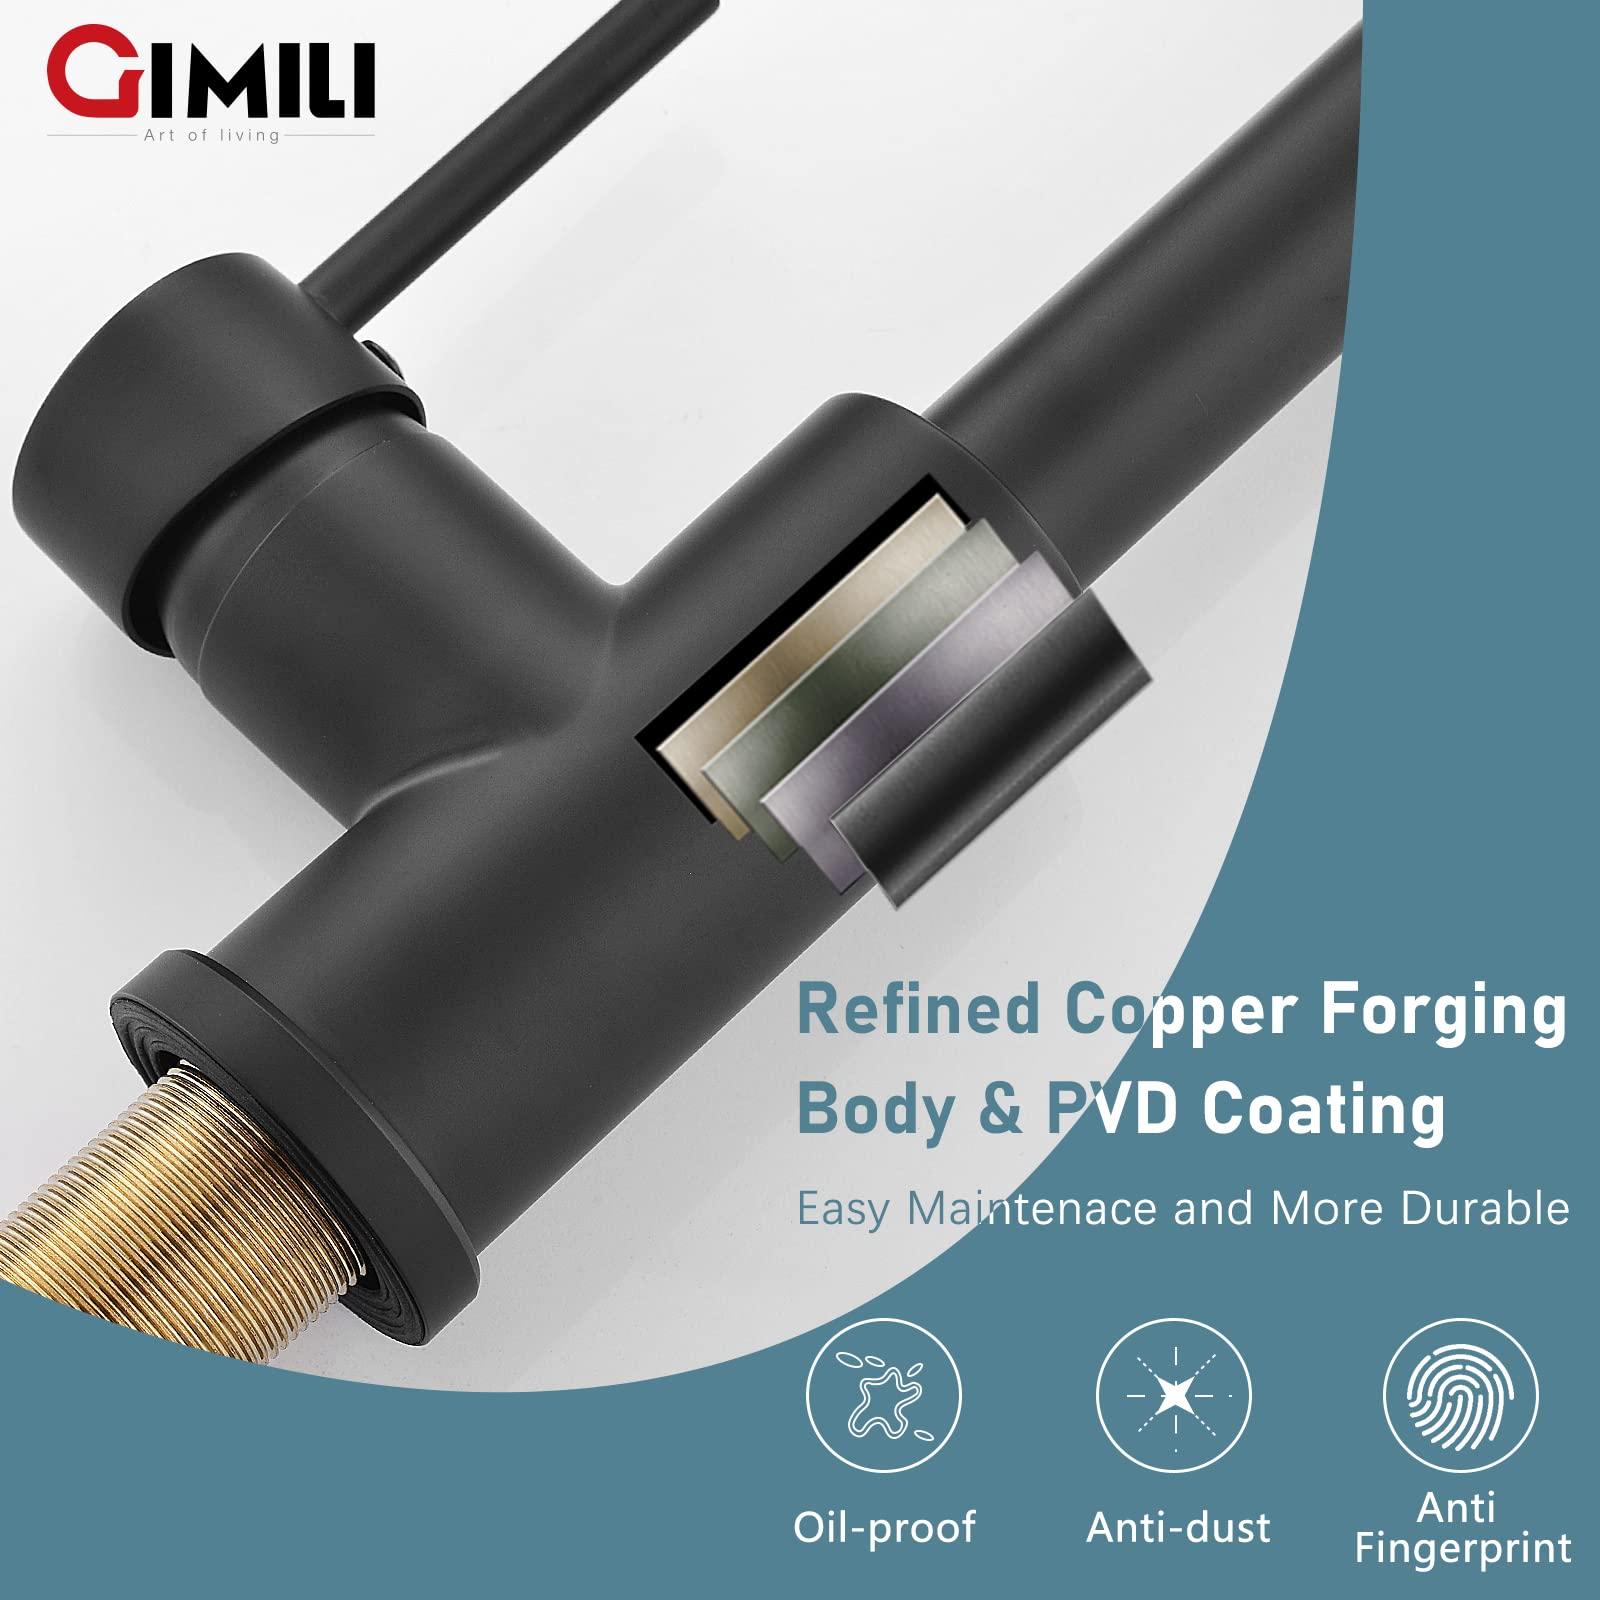 GIMILI
Art of living
Refined Copper Forging
Body & PVD Coating
Easy Maintenace and More Durable
Oil-proof
Anti-dust
Anti
Fingerprint